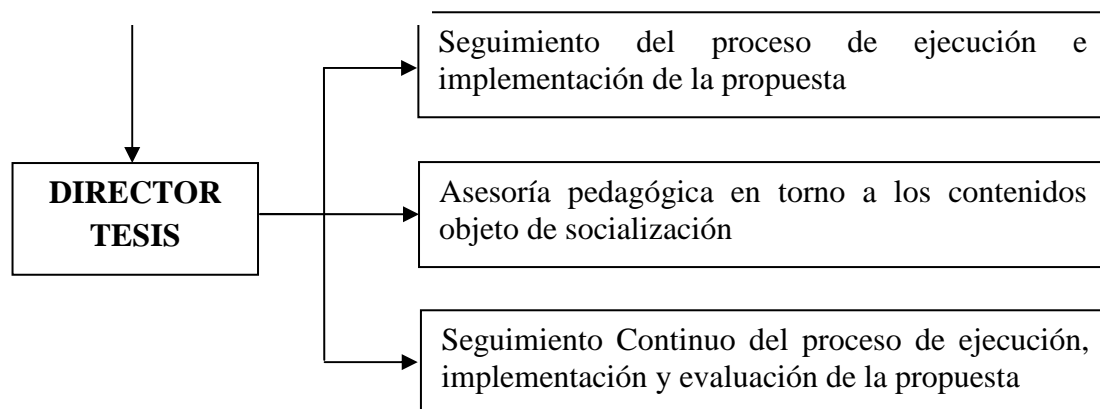 Seguimiento del proceso de ejecución e
implementación de la propuesta
DIRECTOR
TESIS
Asesoría pedagógica en torno a los contenidos
objeto de socialización
Seguimiento Continuo del proceso de ejecución,
implementación y evaluación de la propuesta